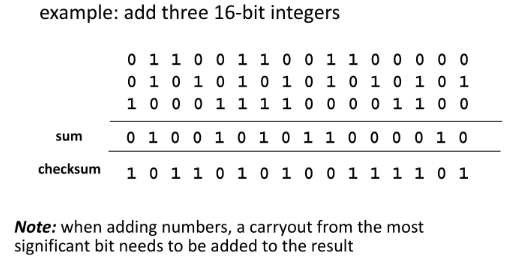 example: add three 16-bit integers
0 1 1 0 0 1 1 0 0 1 1 0 0 0 0 0
0 1 0 1 0 1 0 1 0 1 0 1 0 1 0 1
1 0 0 0 1 1 1 1 0 0 0 0 1 1 0 0
sum 0 1 0 0 1 0 1 0 1 1 0 0 0 0 1 0
checksum 1 0 1 1 0 1 0 1 0 0 1 1 1 1 0 1
Note: when adding numbers, a carryout from the most
significant bit needs to be added to the result